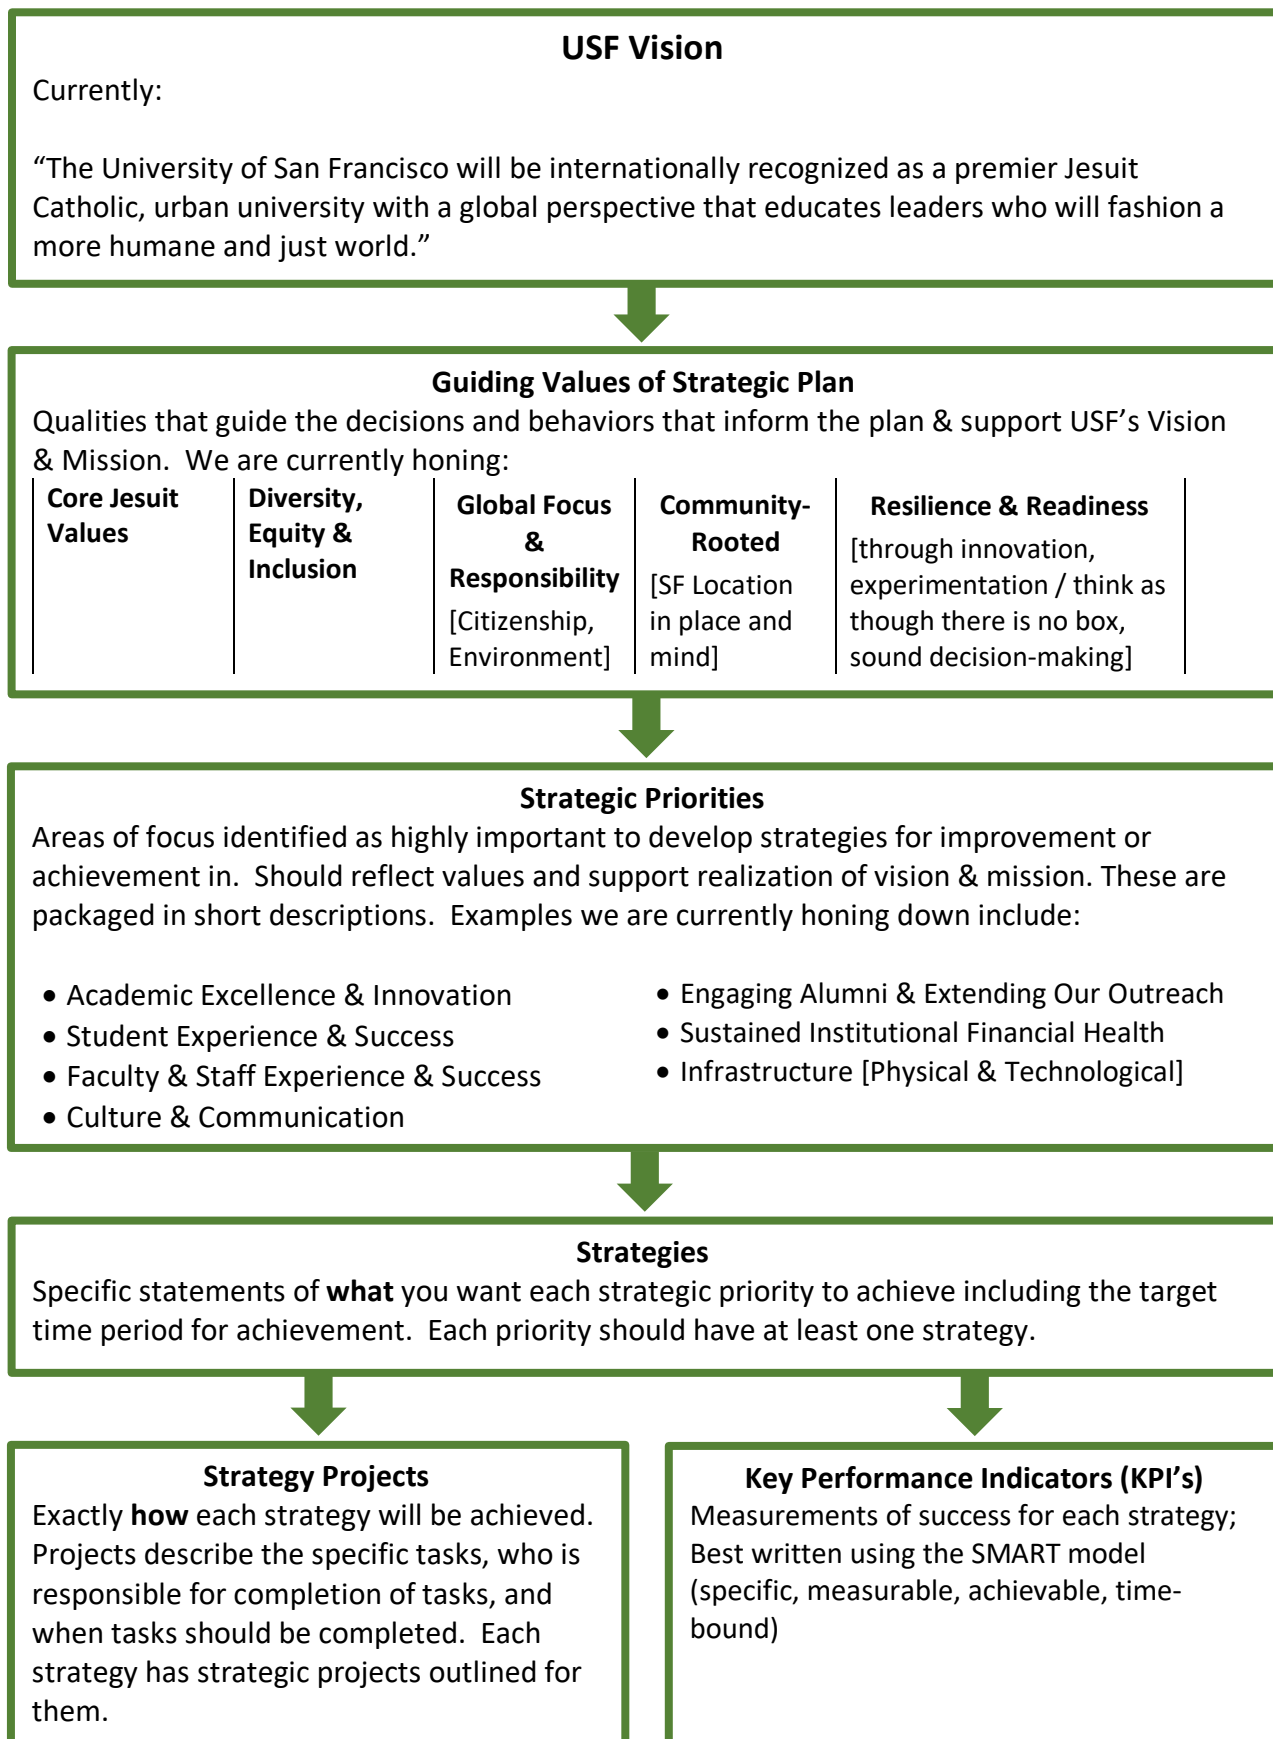 USF Vision
Currently:
“The University of San Francisco will be internationally recognized as a premier Jesuit
Catholic, urban university with a global perspective that educates leaders who will fashion a
more humane and just world.”
Guiding Values of Strategic Plan
Qualities that guide the decisions and behaviors that inform the plan & support USF’s Vision
& Mission.  We are currently honing:
Core Jesuit
Values
Diversity,
Equity &
Inclusion
Global Focus
&
Responsibility
[Citizenship,
Environment]
Community-
Rooted
[SF Location
in place and
mind]
Resilience & Readiness
[through innovation,
experimentation / think as
though there is no box,
sound decision-making]
Strategic Priorities
Areas of focus identified as highly important to develop strategies for improvement or
achievement in.  Should reflect values and support realization of vision & mission. These are
packaged in short descriptions.  Examples we are currently honing down include:
• Academic Excellence & Innovation
• Student Experience & Success
• Faculty & Staff Experience & Success
• Culture & Communication
• Engaging Alumni & Extending Our Outreach
• Sustained Institutional Financial Health
• Infrastructure [Physical & Technological]
Strategies
Specific statements of what you want each strategic priority to achieve including the target
time period for achievement.  Each priority should have at least one strategy.
Strategy Projects
Exactly how each strategy will be achieved.
Projects describe the specific tasks, who is
responsible for completion of tasks, and
when tasks should be completed.  Each
strategy has strategic projects outlined for
them.
Key Performance Indicators (KPI’s)
Measurements of success for each strategy;
Best written using the SMART model
(specific, measurable, achievable, time-
bound)